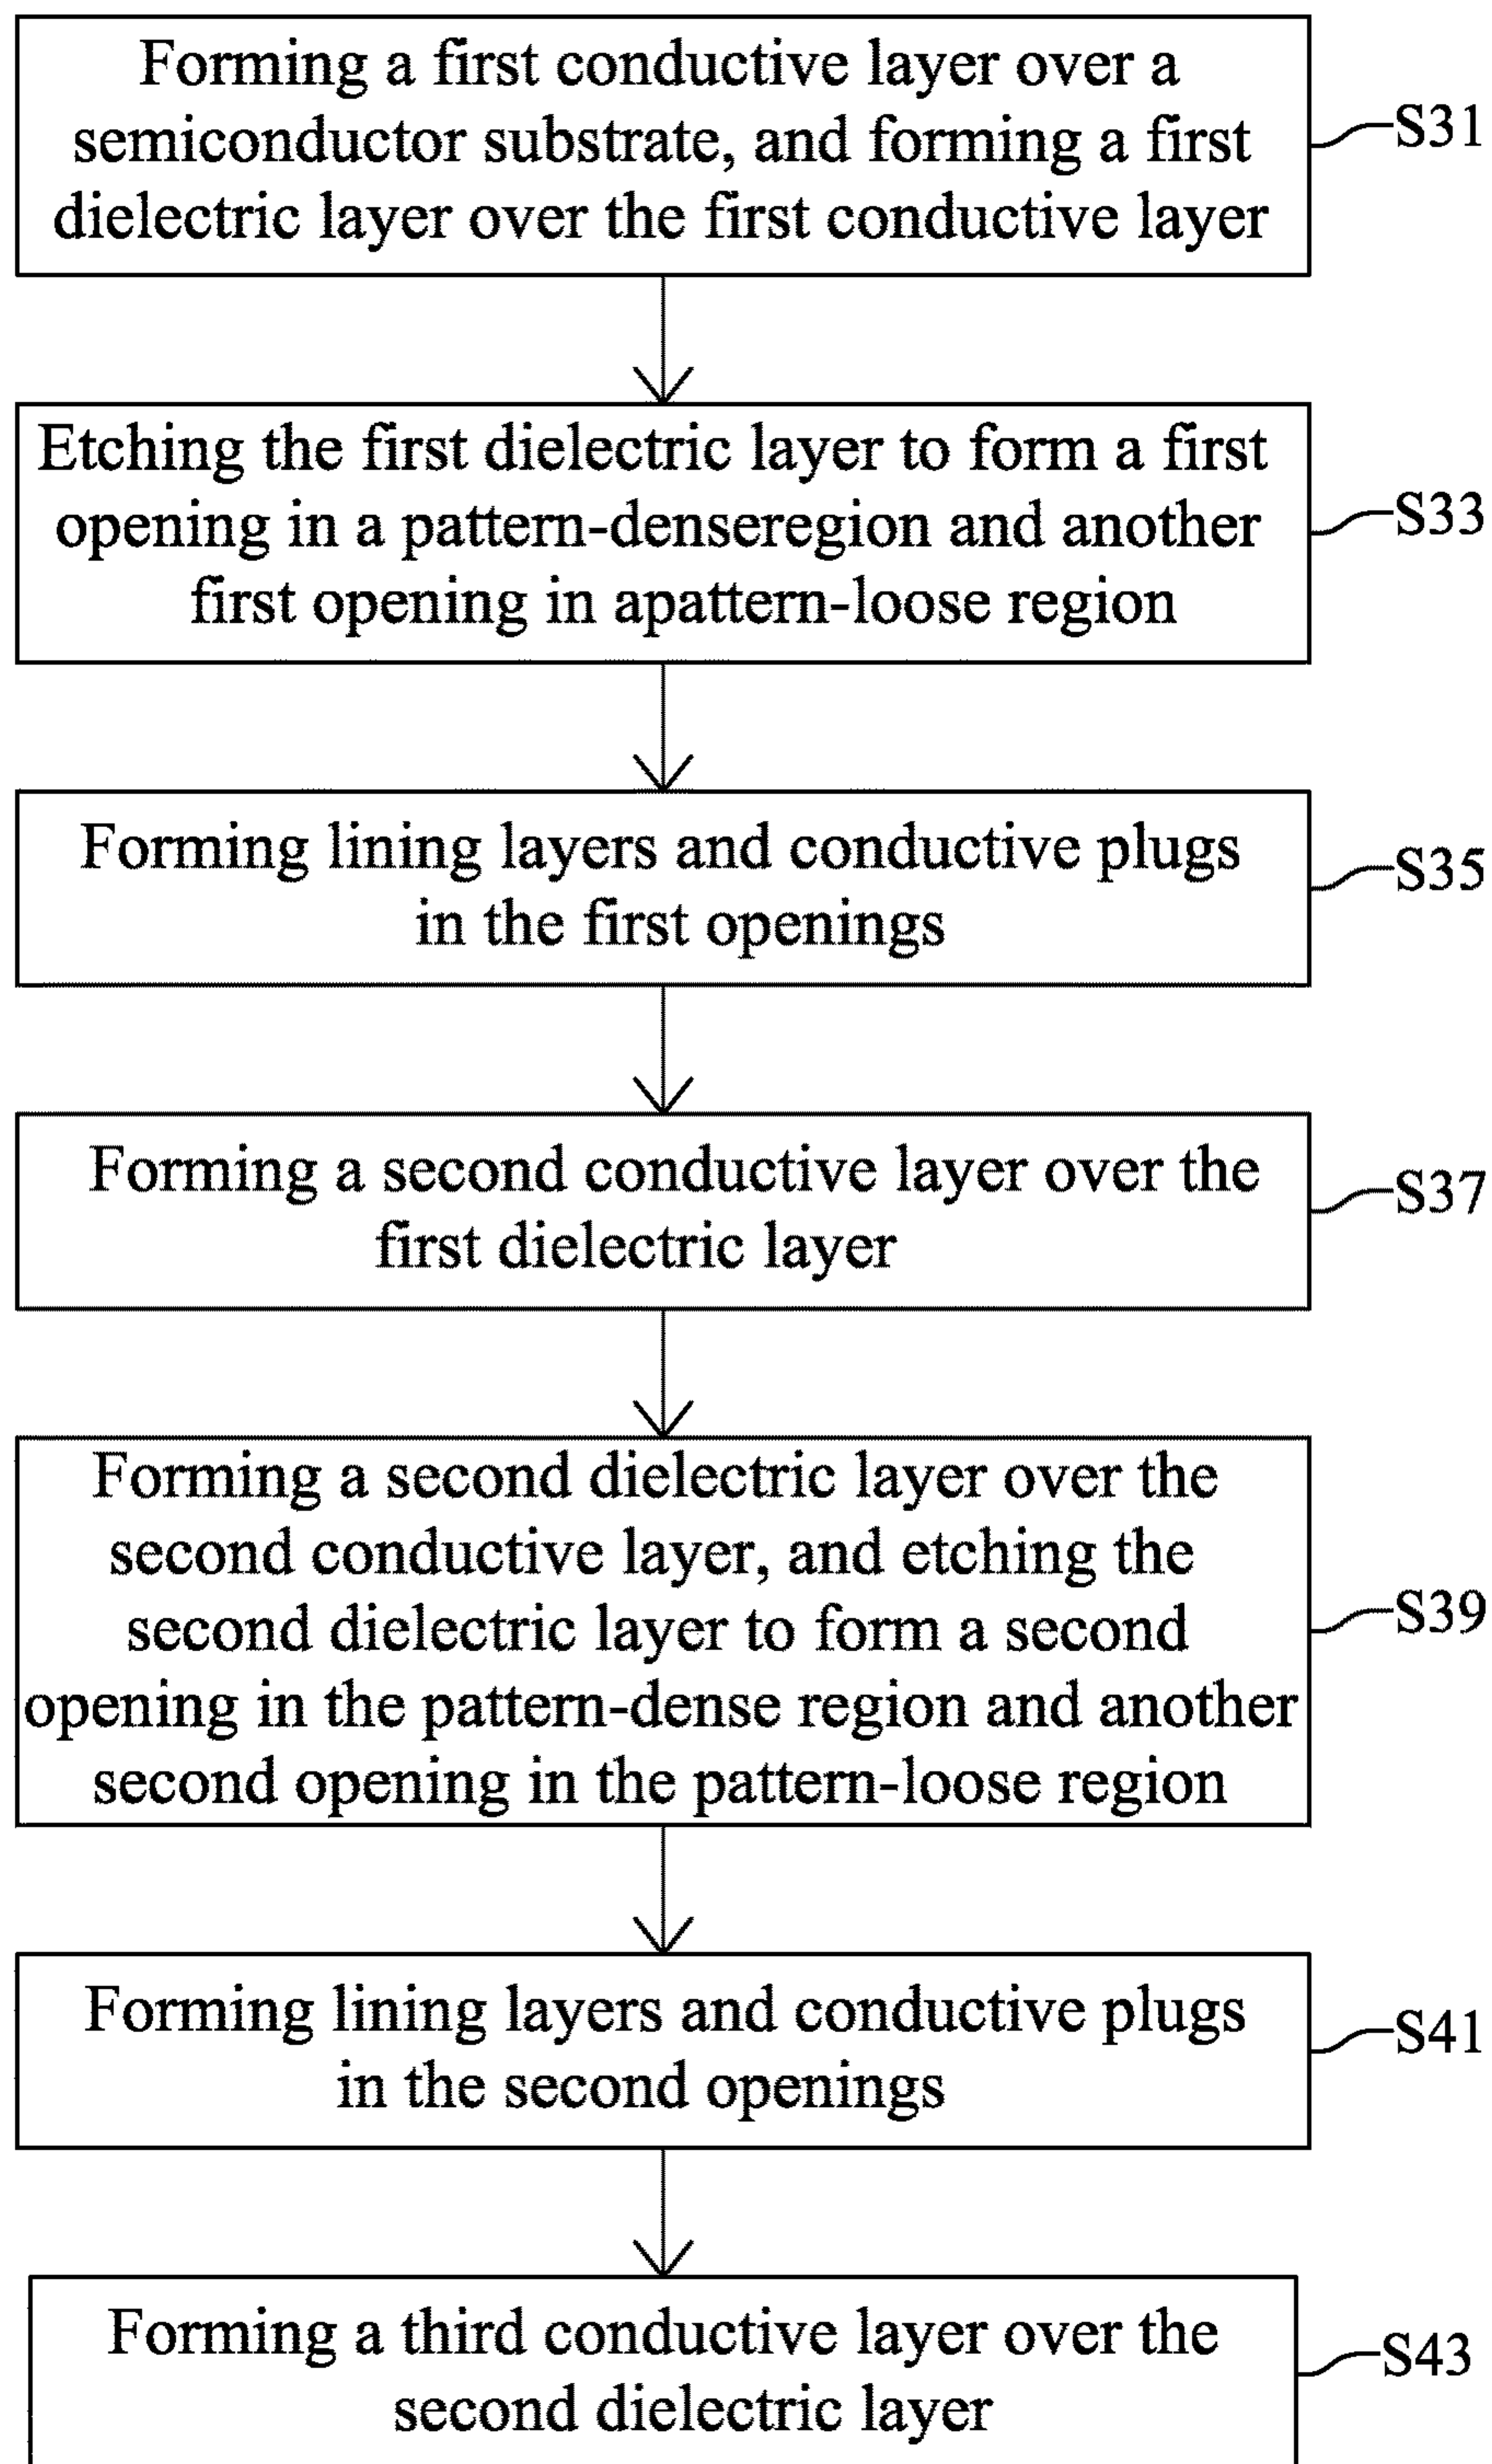 Forming a first conductive layer over a
semiconductor substrate, and forming a first
dielectric layer over the first conductive layer
S31
Etching the first dielectric layer to form a first
opening in a pattern-denseregion and another
first opening in apattern-loose region
S33
Forming lining layers and conductive plugs
in the first openings
S35
Forming a second conductive layer over the
first dielectric layer
S37
Forming a second dielectric layer over the
second conductive layer, and etching the
second dielectric layer to form a second
opening in the pattern-dense region and another
second opening in the pattern-loose region
S39
Forming lining layers and conductive plugs
in the second openings
S41
Forming a third conductive layer over the
second dielectric layer
S43